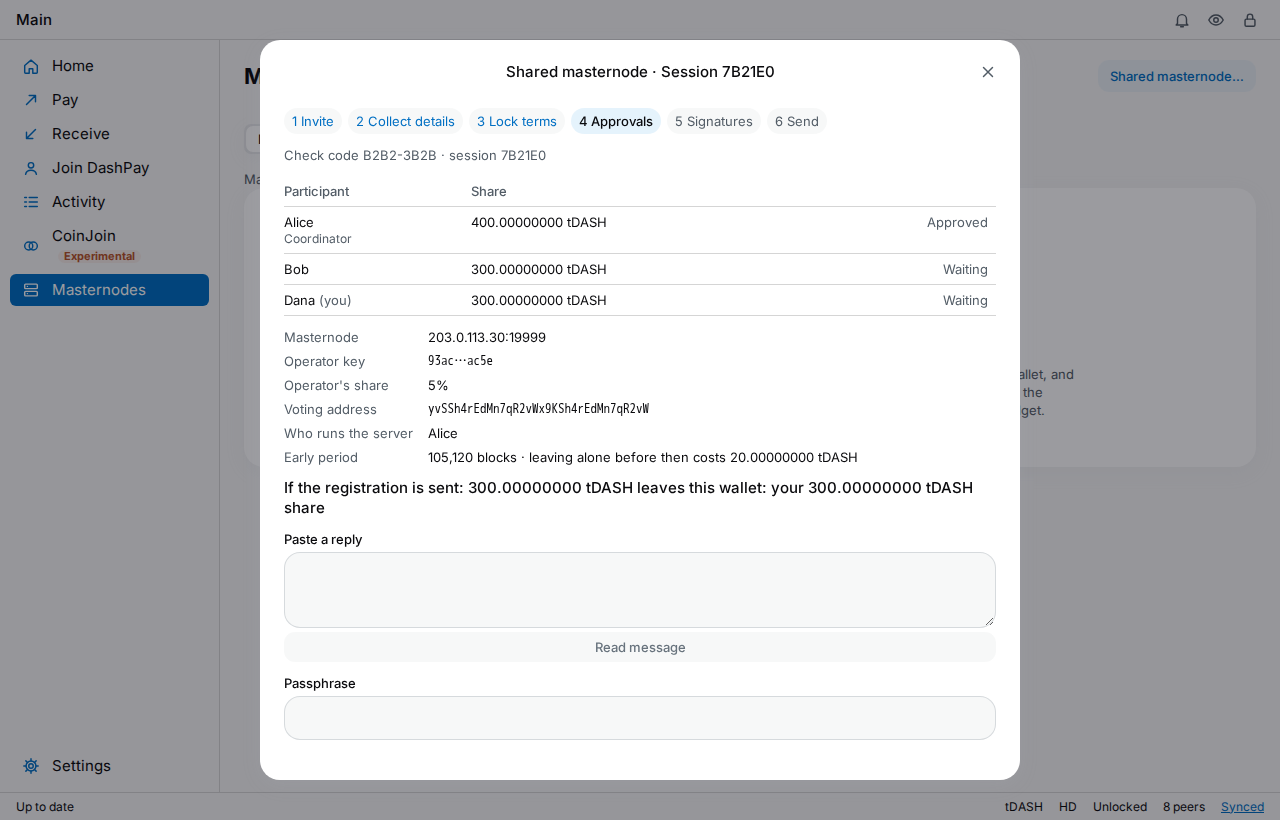 Main
Home
Pay
Receive
Join DashPay
Activity
CoinJoin
Experimental
Masternodes
Settings
Shared masternode...
Shared masternode · Session 7B21E0
1 Invite
2 Collect details
3 Lock terms
4 Approvals
5 Signatures
6 Send
Check code B2B2-3B2B · session 7B21E0
Participant Share
Alice 400.00000000 tDASH Approved
Coordinator
Bob 300.00000000 tDASH Waiting
Dana (you) 300.00000000 tDASH Waiting
Masternode 203.0.113.30:19999
Operator key 93ac···ac5e
Operator's share 5%
Voting address yvSSh4rEdMn7qR2vWx9KSh4rEdMn7qR2vW
Who runs the server Alice
Early period 105,120 blocks · leaving alone before then costs 20.00000000 tDASH
If the registration is sent: 300.00000000 tDASH leaves this wallet: your 300.00000000 tDASH
share
Paste a reply
Read message
Passphrase
allet, and
the
Up to date
tDASH HD Unlocked 8 peers Synced